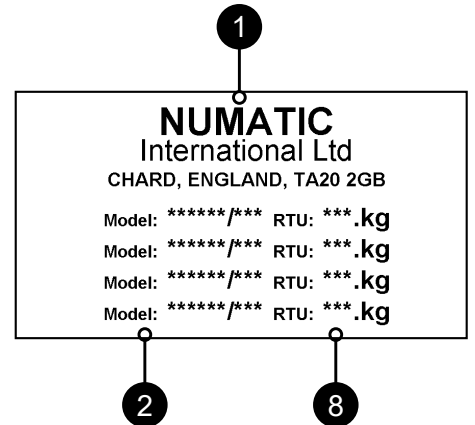 1
NUMATIC
International Ltd
CHARD, ENGLAND, TA20 2GB
Model: ******/*** RTU: ***.kg
Model: ******/*** RTU: ***.kg
Model: ******/*** RTU: ***.kg
Model: ******/*** RTU: ***.kg
2 8